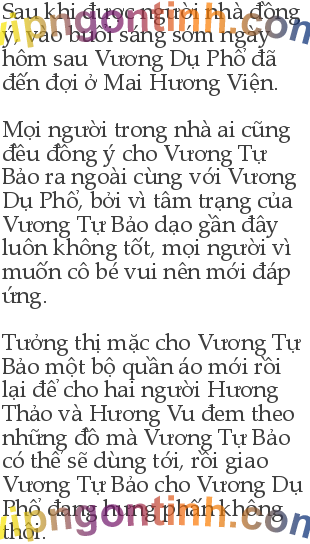 Sau khi được người nhà đồng
ý, vào buổi sáng sớm ngày
hôm sau Vương Dụ Phổ đã
đến đợi ở Mai Hương Viện.
Mọi người trong nhà ai cũng
đều đồng ý cho Vương Tự
Bảo ra ngoài cùng với Vương
Dụ Phổ, bởi vì tâm trạng của
Vương Tự Bảo dạo gần đây
luôn không tốt, mọi người vì
muốn cô bé vui nên mới đáp
ứng.
Tưởng thị mặc cho Vương Tự
Bảo một bộ quần áo mới rồi
lại để cho hai người Hương
Thảo và Hương Vu đem theo
những đồ mà Vương Tự Bảo
có thể sẽ dùng tới, rồi giao
Vương Tự Bảo cho Vương Dụ
Phổ đang hưng phấn không
thôi.
vipngontinh.com
vipngontinh.com